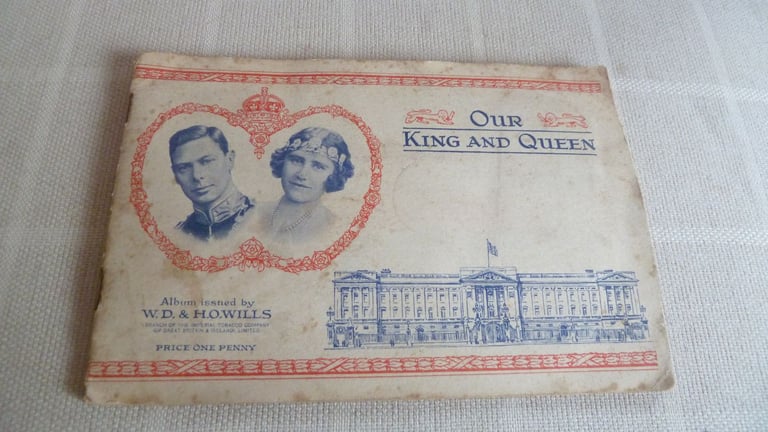 OUR
KING AND QUEEN
Album issued by
W.D. & H.O.WILLS
BRANCH OF THE IMPERIAL TOBACCO COMPANY
OF GREAT BRITAIN & IRELAND, LIMITED
PRICE ONE PENNY